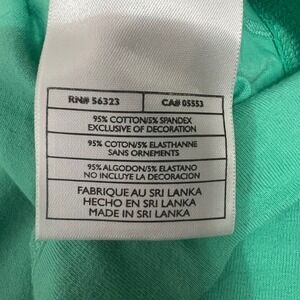 RN# 56323 CA# 05553
95% COTTON/5% SPANDEX
EXCLUSIVE OF DECORATION
95% COTON/5% ELASTHANNE
SANS ORNEMENTS
95% ALGODON/5% ELASTANO
NO INCLUYE LA DECORACION
FABRIQUE AU SRI LANKA
HECHO EN SRI LANKA
MADE IN SRI LANKA